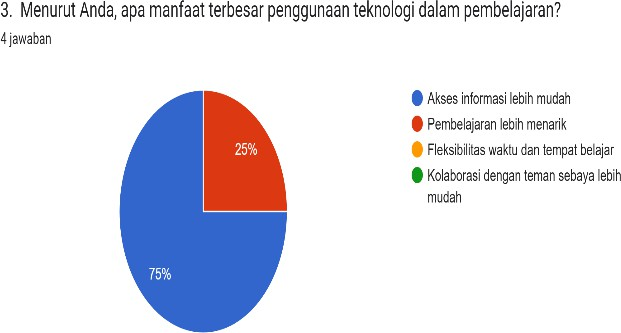 3. Menurut Anda, apa manfaat terbesar penggunaan teknologi dalam pembelajaran?
4 jawaban
Akses informasi lebih mudah
Pembelajaran lebih menarik
Fleksibilitas waktu dan tempat belajar
Kolaborasi dengan teman sebaya lebih
mudah
25%
75%